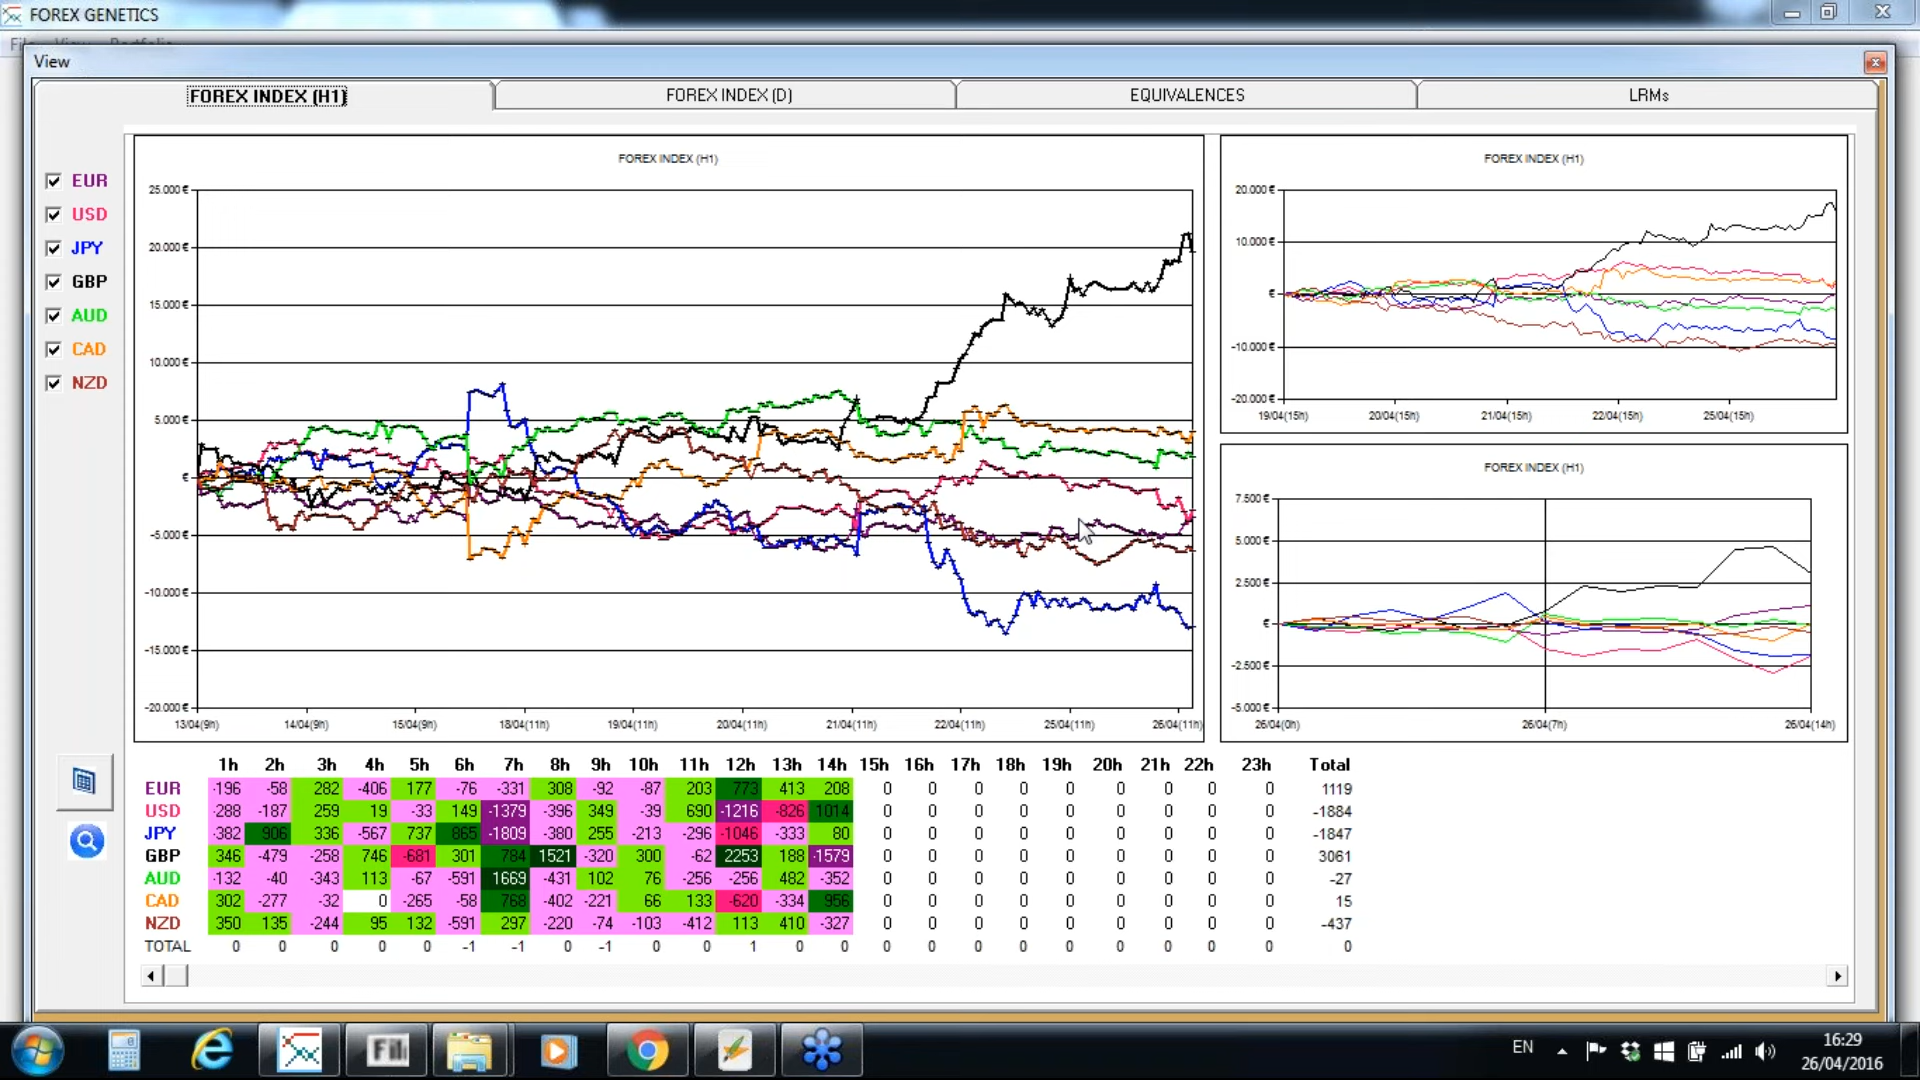 FOREX GENETICS
File View Portfolio
View
FOREX INDEX (H1) FOREX INDEX (D) EQUIVALENCES LRMs
EUR
USD
JPY
GBP
AUD
CAD
NZD
FOREX INDEX (H1)
25.000 €
20.000 €
15.000 €
10.000 €
5.000 €
€
-5.000 €
-10.000 €
-15.000 €
-20.000 €
13/04(9h) 14/04(9h) 15/04(9h) 18/04(11h) 19/04(11h) 20/04(11h) 21/04(11h) 22/04(11h) 25/04(11h) 26/04(11h)
FOREX INDEX (H1)
20.000 €
10.000 €
€
-10.000 €
-20.000 €
19/04(15h) 20/04(15h) 21/04(15h) 22/04(15h) 25/04(15h)
FOREX INDEX (H1)
7.500 €
5.000 €
2.500 €
€
-2.500 €
-5.000 €
26/04(0h) 26/04(7h) 26/04(14h)
1h 2h 3h 4h 5h 6h 7h 8h 9h 10h 11h 12h 13h 14h 15h 16h 17h 18h 19h 20h 21h 22h 23h Total
EUR -196 -58 282 -406 177 -76 -331 308 -92 -87 203 773 413 208 0 0 0 0 0 0 0 0 0 1119
USD -288 -187 259 19 -33 149 -1379 -396 349 -39 690 -1216 -826 1014 0 0 0 0 0 0 0 0 0 -1884
JPY -382 906 336 -567 737 865 -1809 -380 255 -213 -296 -1046 -333 80 0 0 0 0 0 0 0 0 0 -1847
GBP 346 -479 -258 746 -681 301 784 1521 -320 300 -62 2253 188 -1579 0 0 0 0 0 0 0 0 0 3061
AUD -132 -40 -343 113 -67 -591 1669 -431 102 76 -256 -256 482 -352 0 0 0 0 0 0 0 0 0 -27
CAD 302 -277 -32 0 -265 -58 768 -402 -221 66 133 -620 -334 956 0 0 0 0 0 0 0 0 0 15
NZD 350 135 -244 95 132 -591 297 -220 -74 -103 -412 113 410 -327 0 0 0 0 0 0 0 0 0 -437
TOTAL 0 0 0 0 0 -1 -1 0 -1 0 0 1 0 0 0 0 0 0 0 0 0 0 0 0
EN 16:29
26/04/2016